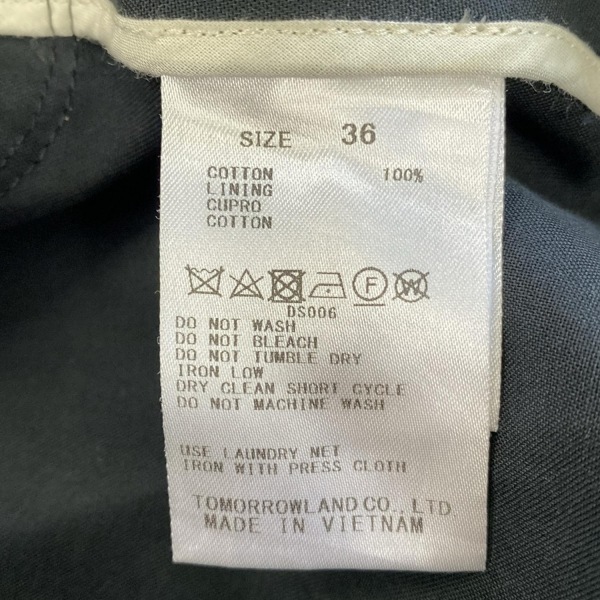 SIZE 36
COTTON 100%
LINING
CUPRO
COTTON
F W
DS006
DO NOT WASH
DO NOT BLEACH
DO NOT TUMBLE DRY
IRON LOW
DRY CLEAN SHORT CYCLE
DO NOT MACHINE WASH
USE LAUNDRY NET
IRON WITH PRESS CLOTH
TOMORROWLAND CO., LTD.
MADE IN VIETNAM